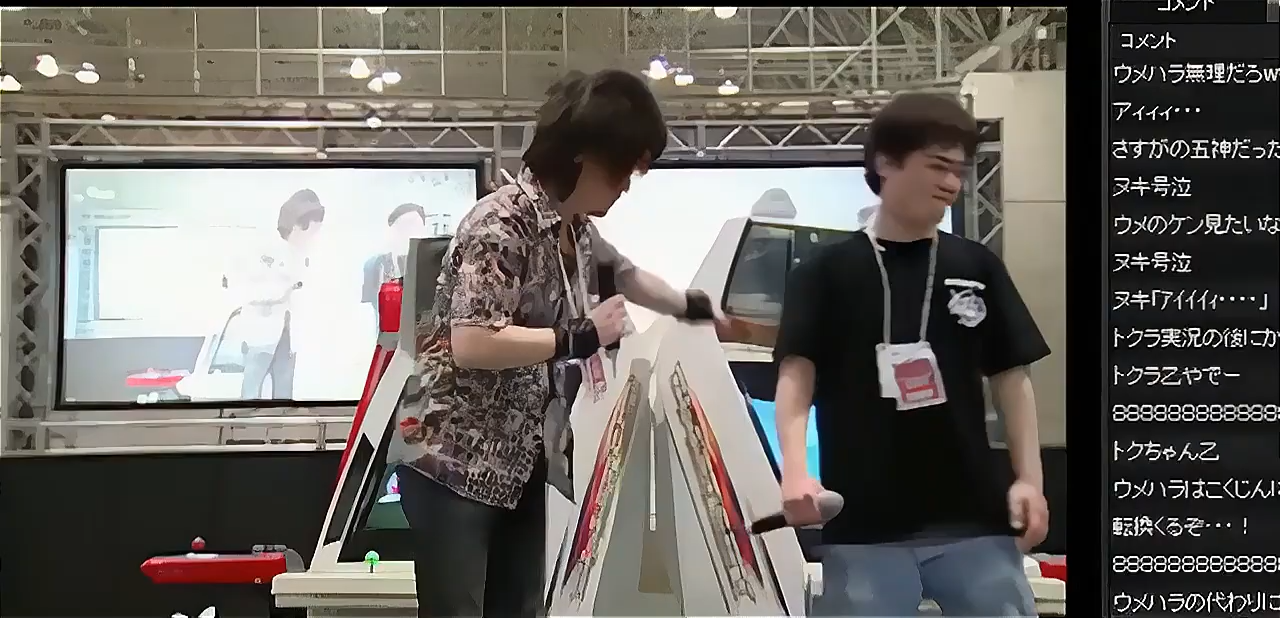 コメント
コメント
ウメハラ無理だろw
アィィィ･･･
さすがの五神だった
ヌキ号泣
ウメのケン見たいな
ヌキ号泣
ヌキ｢アイイイィ････｣
トクラ実況の後にか
トクラ乙やでー
8888888888888
トクちゃん乙
ウメハラはこくじんに
転換くるぞ･･･！
8888888888888
ウメハラの代わりに